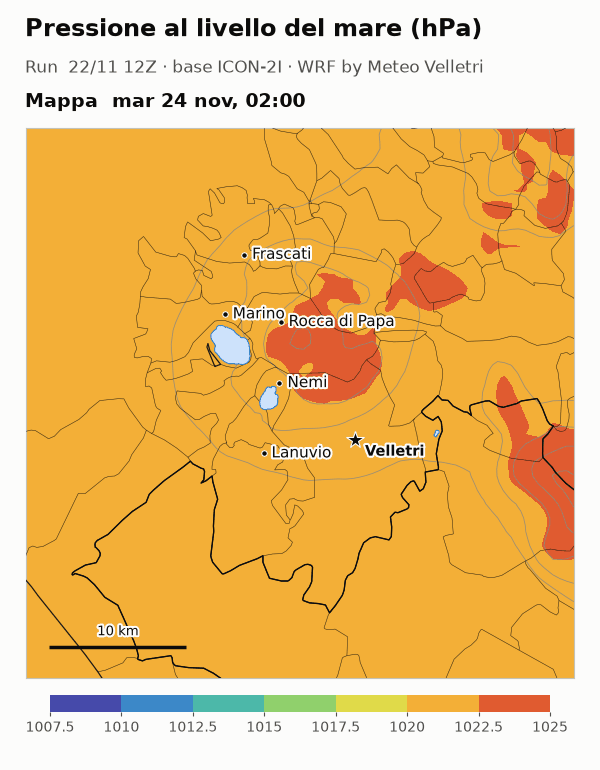 Pressione al livello del mare (hPa)
Run  22/11 12Z · base ICON-2I · WRF by Meteo Velletri
Mappa  mar 24 nov, 02:00
Frascati
Marino
Rocca di Papa
Nemi
Velletri
Lanuvio
10 km
1007.5 1010 1012.5 1015 1017.5 1020 1022.5 1025